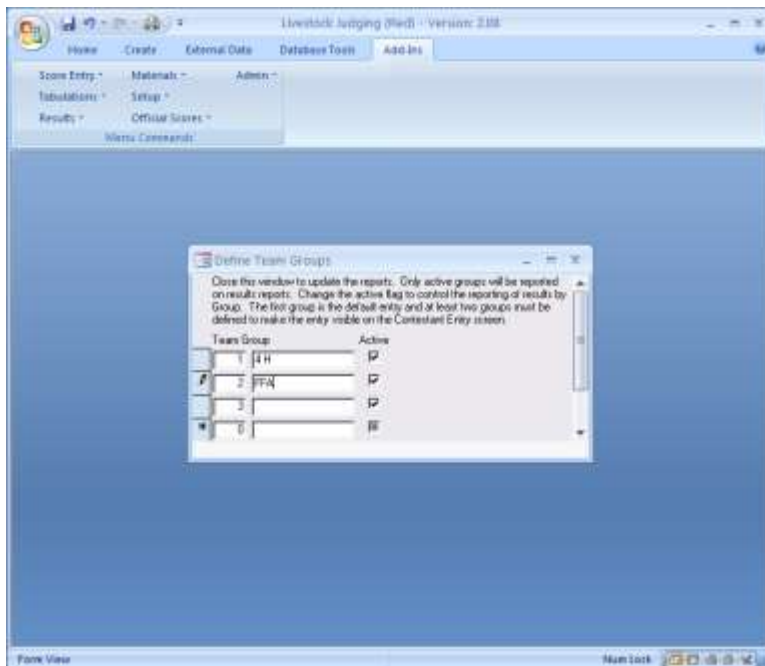 Livestock Judging (Red) - Version: 2.08
Home Create External Data Database Tools Add-Ins
Score Entry Materials Admin
Tabulations Setup
Results Official Scores
Menu Commands
Define Team Groups
Close this window to update the reports. Only active groups will be reported
on results reports. Change the active flag to control the reporting of results by
Group. The first group is the default entry and at least two groups must be
defined to make the entry visible on the Contestant Entry screen.
Team Group Active
1 4 H
2 FFA
3
0
Form View Num Lock